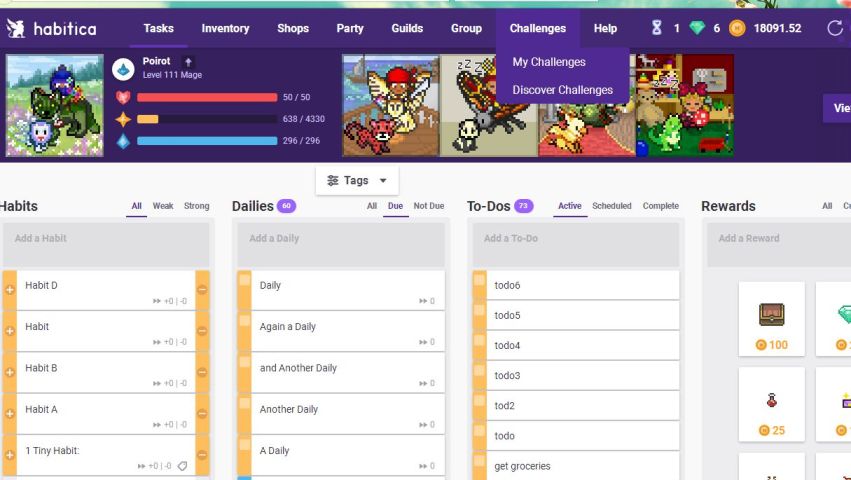 habitica Tasks Inventory Shops Party Guilds Group Challenges Help 1 6 18091.52
My Challenges
Discover Challenges
Poirot
Level 111 Mage
50 / 50
638 / 4330
296 / 296
zZZ
zZZ
Tags
Habits All Weak Strong
Add a Habit
Habit D
+0 | -0
Habit
+0 | -0
Habit B
+0 | -0
Habit A
+0 | -0
1 Tiny Habit:
+0 | -0
Dailies 60 All Due Not Due
Add a Daily
Daily
0
Again a Daily
0
and Another Daily
0
Another Daily
0
A Daily
0
To-Dos 73 Active Scheduled Complete
Add a To-Do
todo6
todo5
todo4
todo3
tod2
todo
get groceries
Rewards All
Add a Reward
100
25